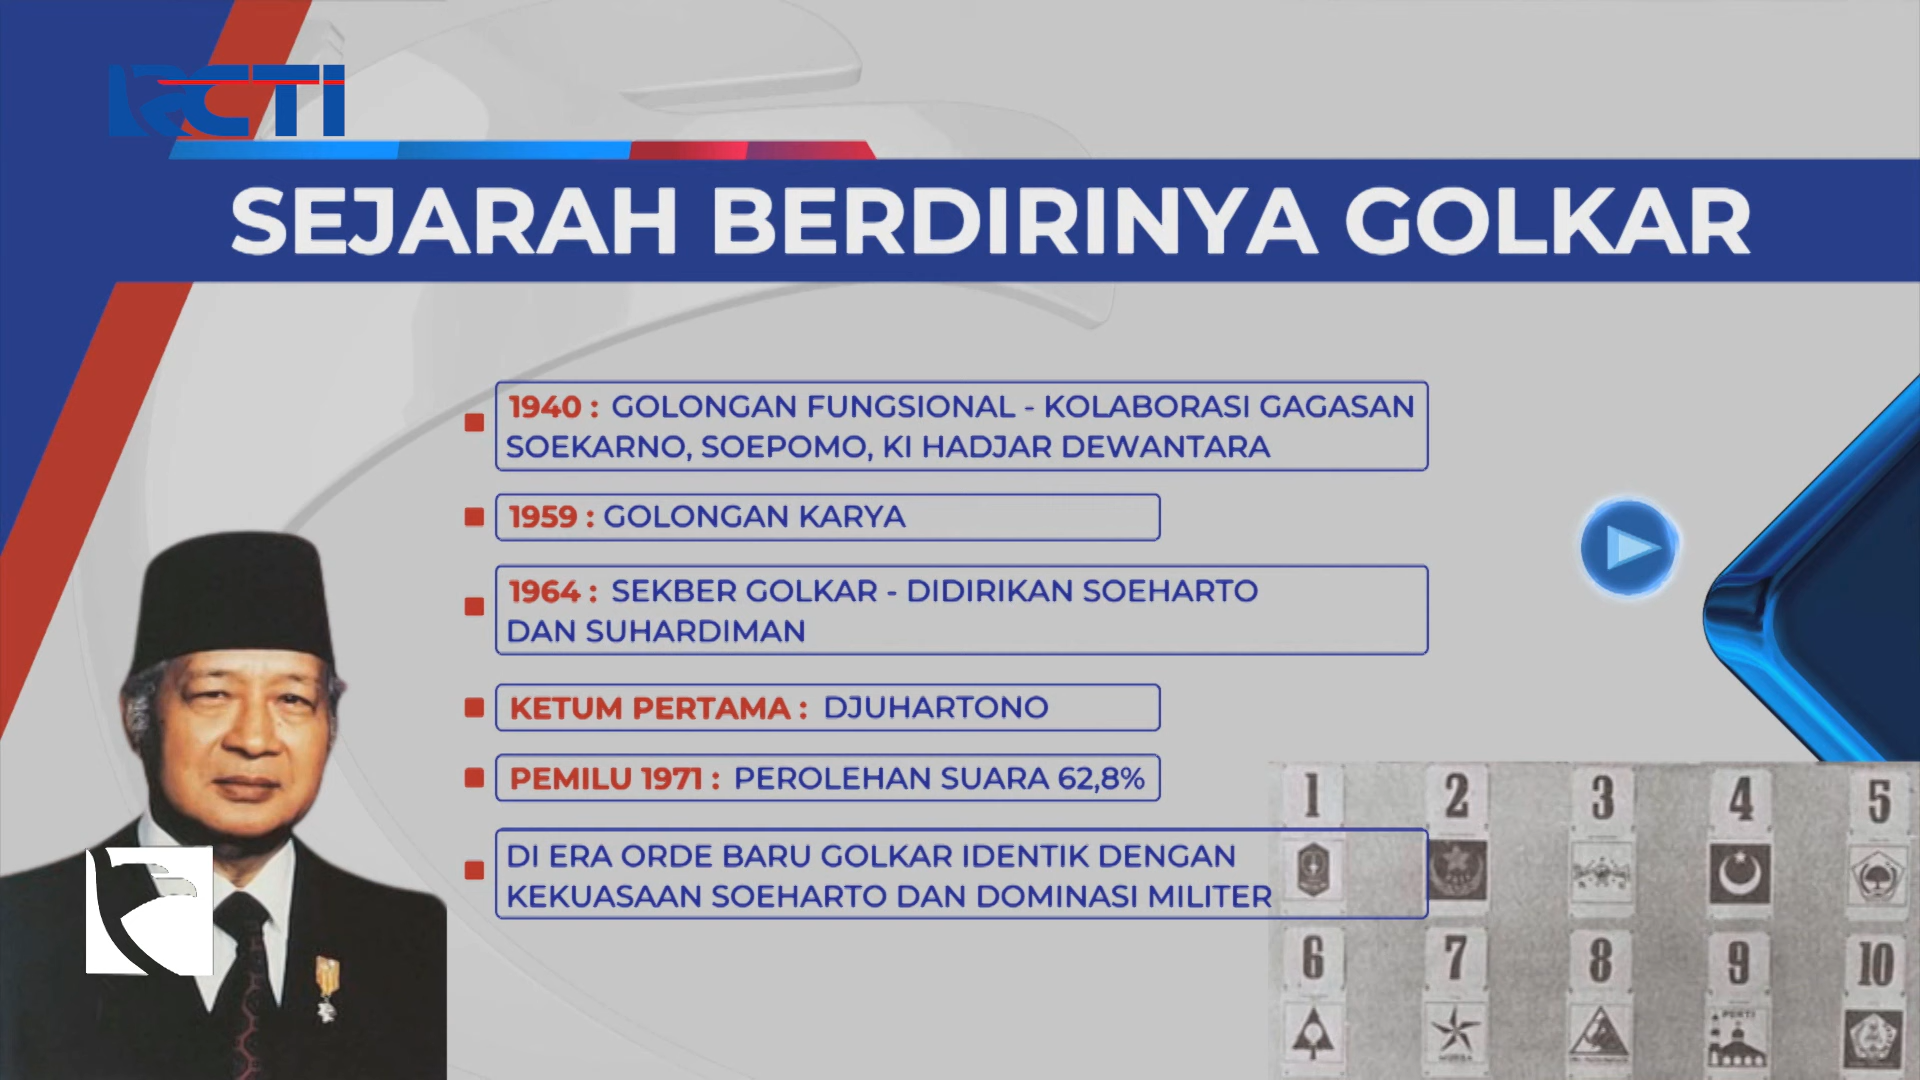 RCTI
SEJARAH BERDIRINYA GOLKAR
1940 : GOLONGAN FUNGSIONAL - KOLABORASI GAGASAN
SOEKARNO, SOEPOMO, KI HADJAR DEWANTARA
1959 : GOLONGAN KARYA
1964 : SEKBER GOLKAR - DIDIRIKAN SOEHARTO
DAN SUHARDIMAN
KETUM PERTAMA : DJUHARTONO
PEMILU 1971 : PEROLEHAN SUARA 62,8%
DI ERA ORDE BARU GOLKAR IDENTIK DENGAN
KEKUASAAN SOEHARTO DAN DOMINASI MILITER
1 2 3 4 5
6 7 8 9 10
PERTI